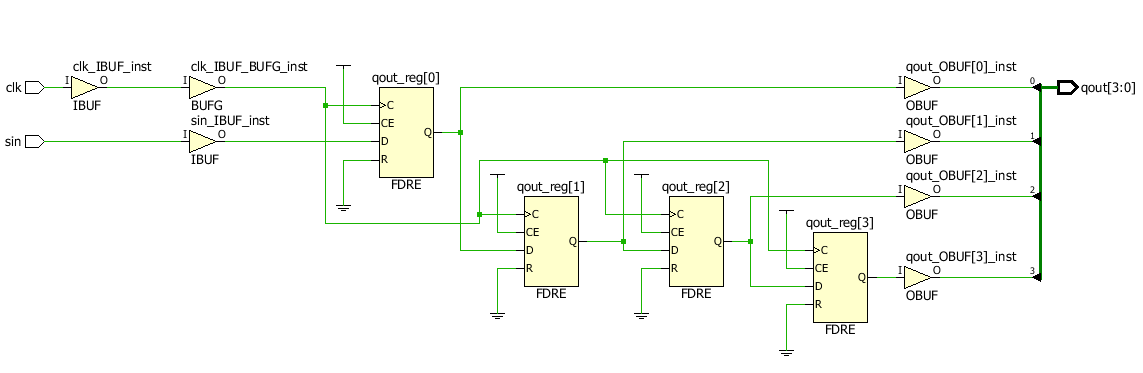 clk
I
clk_IBUF_inst
O
IBUF
I
clk_IBUF_BUFG_inst
O
BUFG
sin
I
sin_IBUF_inst
O
IBUF
qout_reg[0]
C
CE
D
R
Q
FDRE
qout_reg[1]
C
CE
D
R
Q
FDRE
qout_reg[2]
C
CE
D
R
Q
FDRE
qout_reg[3]
C
CE
D
R
Q
FDRE
qout_OBUF[0]_inst
I
O
OBUF
0
qout_OBUF[1]_inst
I
O
OBUF
1
qout_OBUF[2]_inst
I
O
OBUF
2
qout_OBUF[3]_inst
I
O
OBUF
3
qout[3:0]